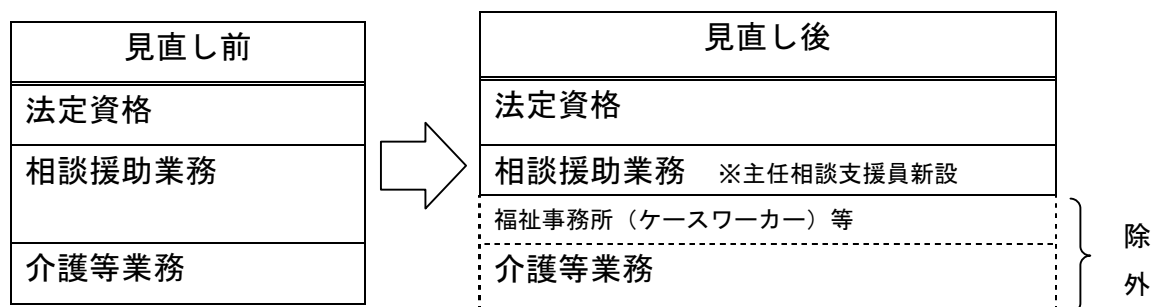 見直し前
法定資格
相談援助業務
介護等業務
見直し後
法定資格
相談援助業務 ※主任相談支援員新設
福祉事務所（ケースワーカー）等
介護等業務
除
外